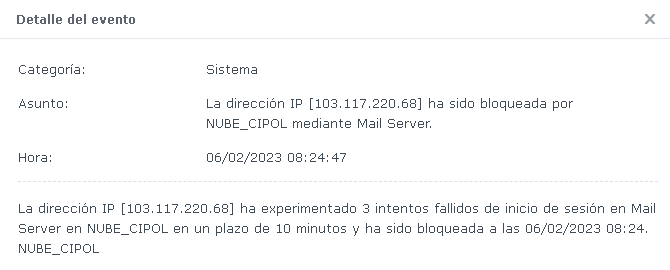 Detalle del evento
Categoría: Sistema
Asunto: La dirección IP [103.117.220.68] ha sido bloqueada por
NUBE_CIPOL mediante Mail Server.
Hora: 06/02/2023 08:24:47
La dirección IP [103.117.220.68] ha experimentado 3 intentos fallidos de inicio de sesión en Mail
Server en NUBE_CIPOL en un plazo de 10 minutos y ha sido bloqueada a las 06/02/2023 08:24.
NUBE_CIPOL